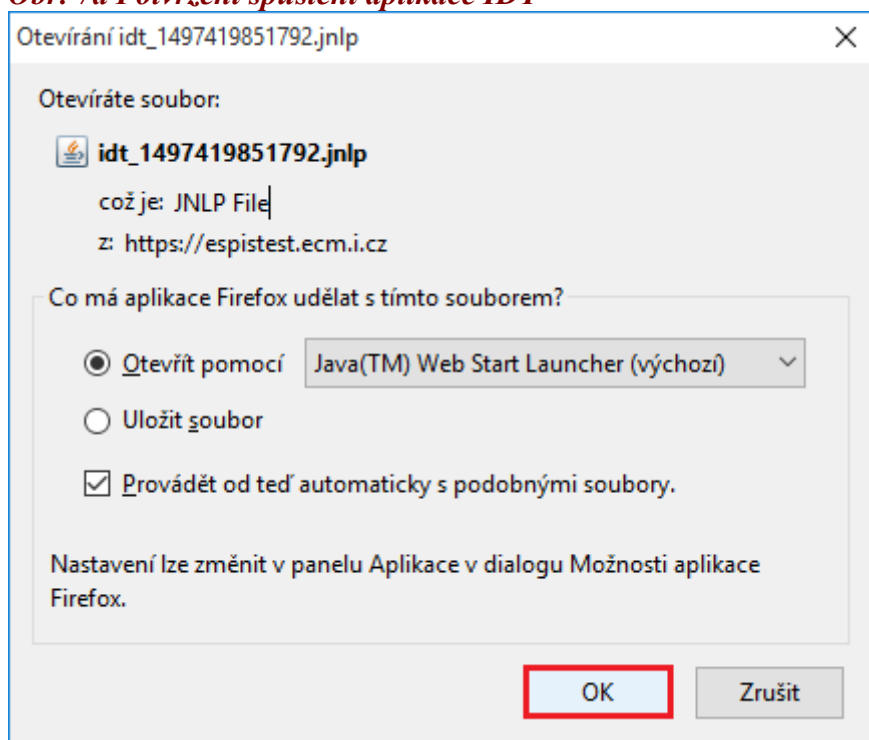 Otevírání idt_1497419851792.jnlp
Otevíráte soubor:
idt_1497419851792.jnlp
což je: JNLP File
z: https://espistest.ecm.i.cz
Co má aplikace Firefox udělat s tímto souborem?
Otevřít pomocí Java(TM) Web Start Launcher (výchozí)
Uložit soubor
Provádět od teď automaticky s podobnými soubory.
Nastavení lze změnit v panelu Aplikace v dialogu Možnosti aplikace
Firefox.
OK Zrušit